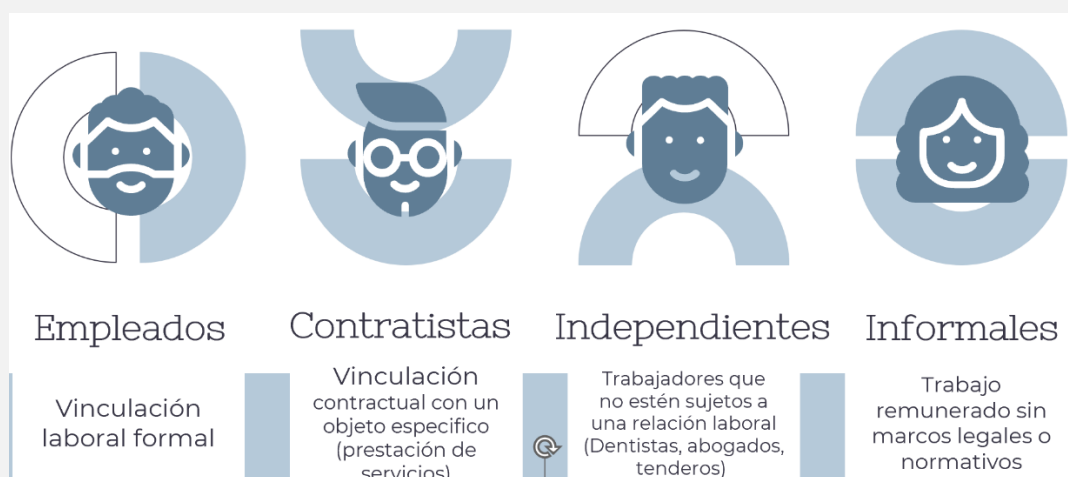 Empleados
Vinculación
laboral formal
Contratistas
Vinculación
contractual con un
objeto especifico
(prestación de
servicios)
Independientes
Trabajadores que
no estén sujetos a
una relación laboral
(Dentistas, abogados,
tenderos)
Informales
Trabajo
remunerado sin
marcos legales o
normativos